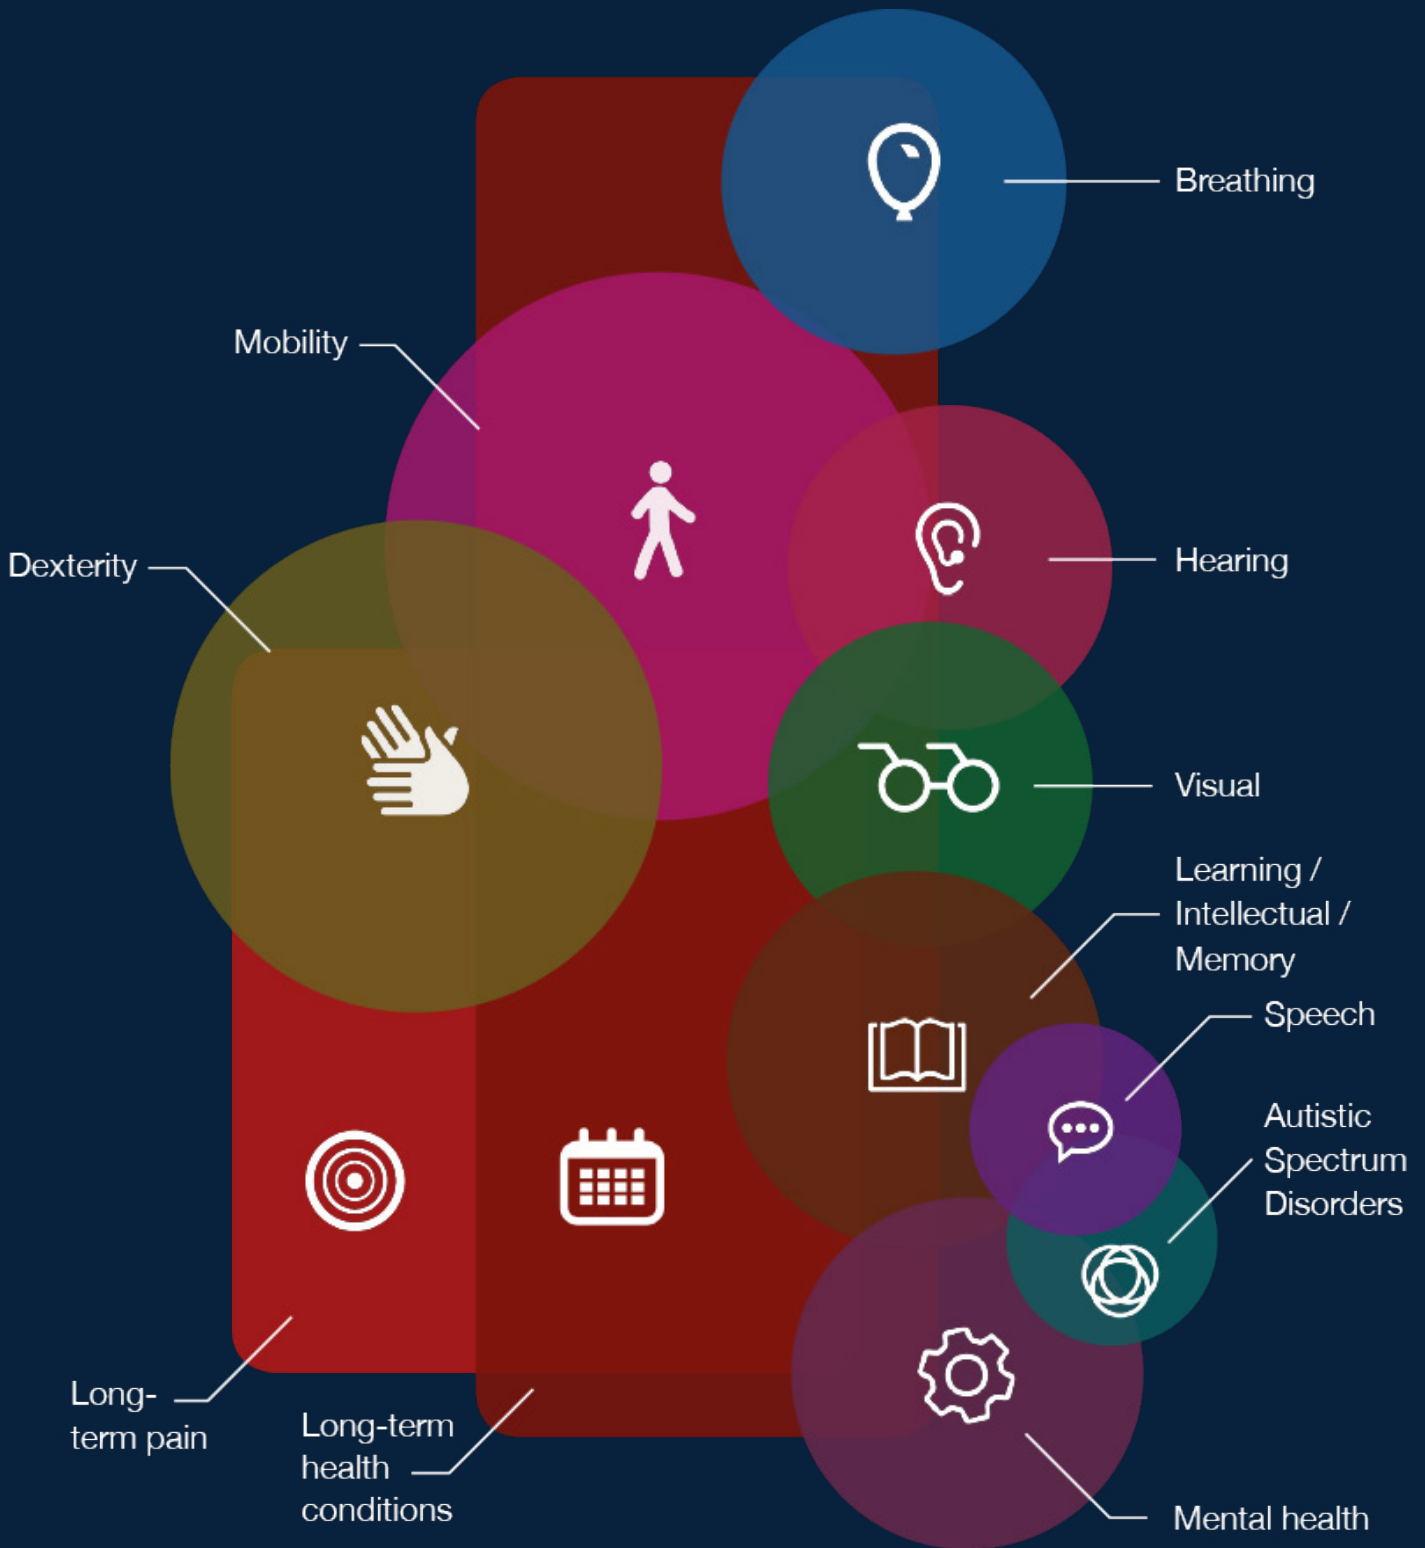 Breathing
Mobility
Hearing
Dexterity
Visual
Learning /
Intellectual /
Memory
Speech
Autistic
Spectrum
Disorders
Long-
term pain
Long-term
health
conditions
Mental health